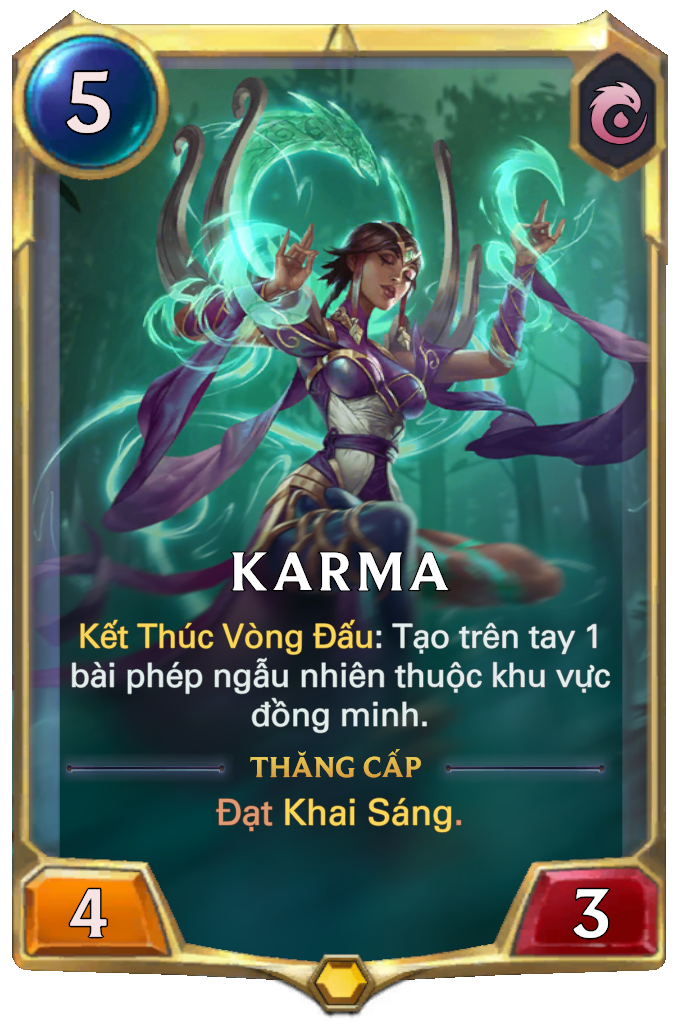 5
KARMA
Kết Thúc Vòng Đấu: Tạo trên tay 1
bài phép ngẫu nhiên thuộc khu vực
đồng minh.
THĂNG CẤP
Đạt Khai Sáng.
4
3